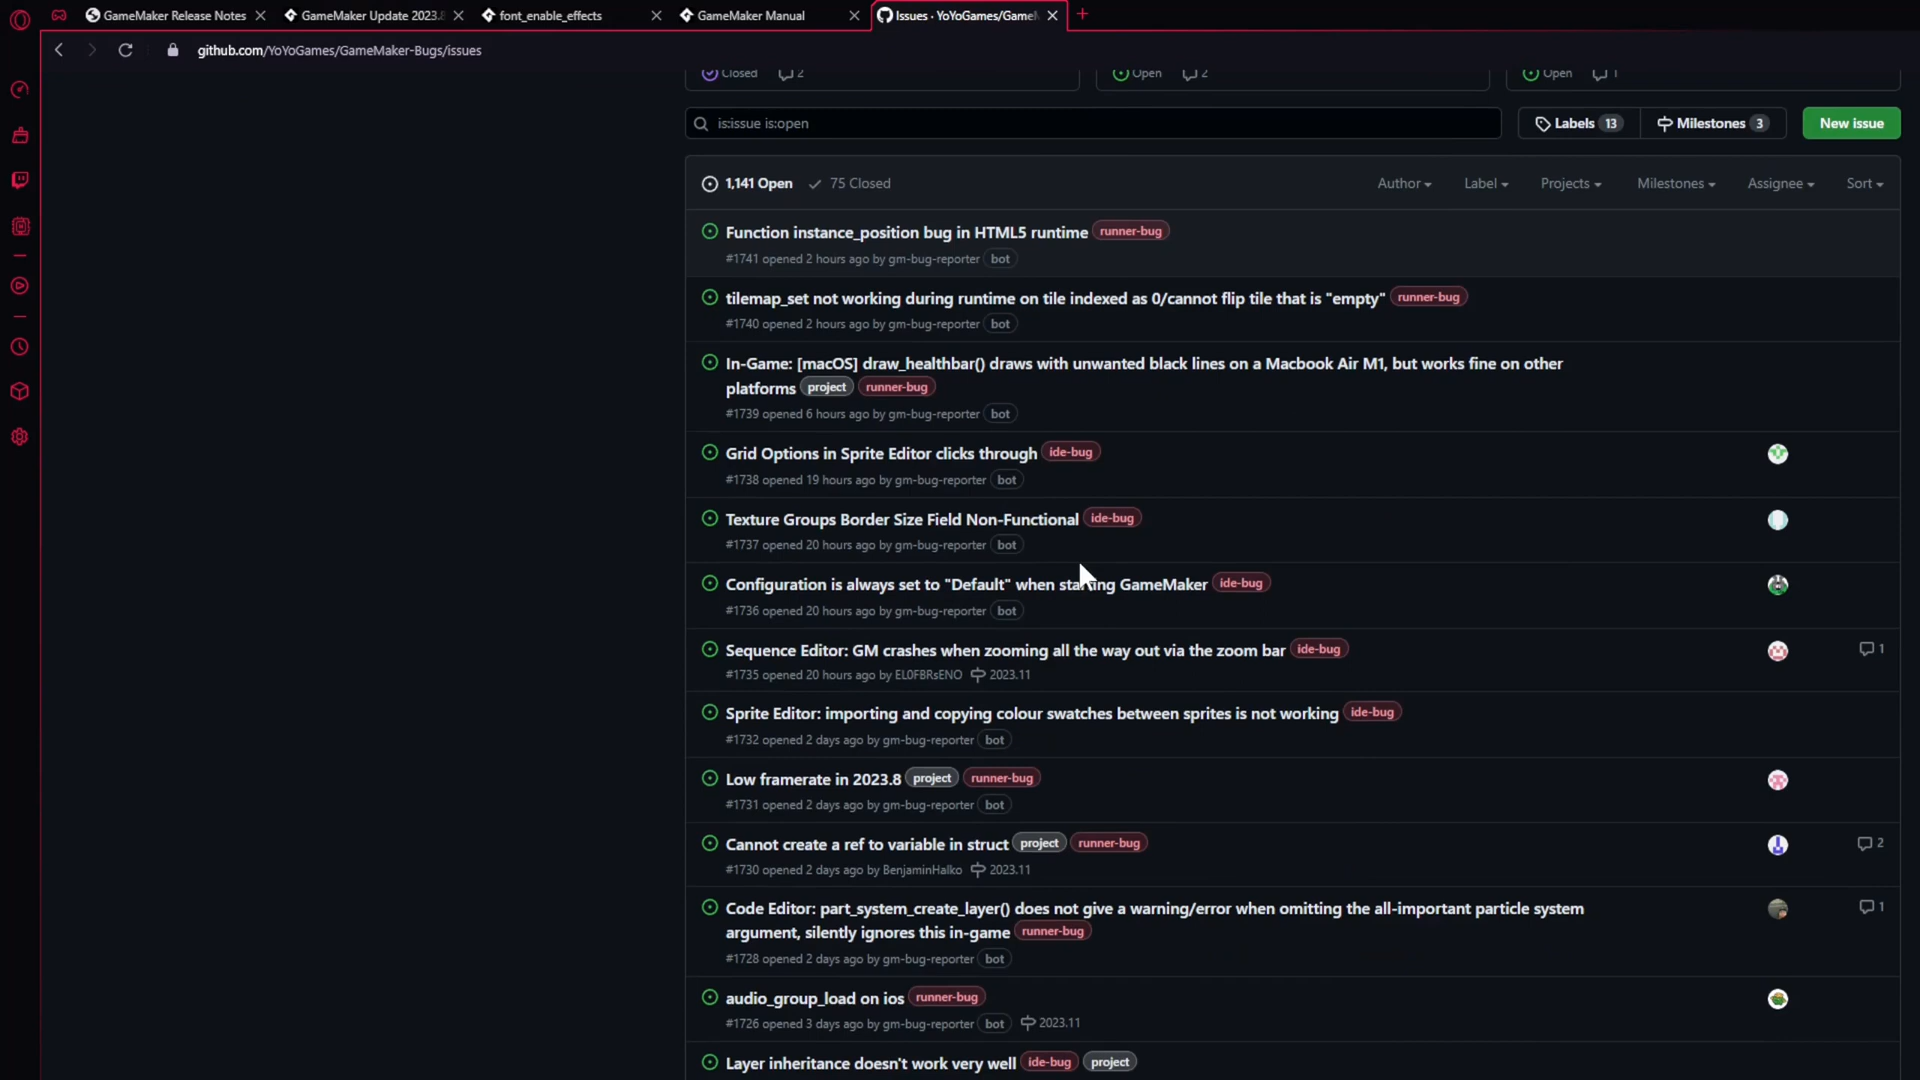 GameMaker Release Notes
GameMaker Update 2023.8
font_enable_effects
GameMaker Manual
Issues · YoYoGames/GameM
github.com/YoYoGames/GameMaker-Bugs/issues
Closed 2
Open 2
Open 1
is:issue is:open
Labels 13
Milestones 3
New issue
1,141 Open
75 Closed
Author
Label
Projects
Milestones
Assignee
Sort
Function instance_position bug in HTML5 runtime runner-bug
#1741 opened 2 hours ago by gm-bug-reporter bot
tilemap_set not working during runtime on tile indexed as 0/cannot flip tile that is "empty" runner-bug
#1740 opened 2 hours ago by gm-bug-reporter bot
In-Game: [macOS] draw_healthbar() draws with unwanted black lines on a Macbook Air M1, but works fine on other
platforms project runner-bug
#1739 opened 6 hours ago by gm-bug-reporter bot
Grid Options in Sprite Editor clicks through ide-bug
#1738 opened 19 hours ago by gm-bug-reporter bot
Texture Groups Border Size Field Non-Functional ide-bug
#1737 opened 20 hours ago by gm-bug-reporter bot
Configuration is always set to "Default" when starting GameMaker ide-bug
#1736 opened 20 hours ago by gm-bug-reporter bot
Sequence Editor: GM crashes when zooming all the way out via the zoom bar ide-bug 1
#1735 opened 20 hours ago by EL0FBRsENO 2023.11
Sprite Editor: importing and copying colour swatches between sprites is not working ide-bug
#1732 opened 2 days ago by gm-bug-reporter bot
Low framerate in 2023.8 project runner-bug
#1731 opened 2 days ago by gm-bug-reporter bot
Cannot create a ref to variable in struct project runner-bug 2
#1730 opened 2 days ago by BenjaminHalko 2023.11
Code Editor: part_system_create_layer() does not give a warning/error when omitting the all-important particle system 1
argument, silently ignores this in-game runner-bug
#1728 opened 2 days ago by gm-bug-reporter bot
audio_group_load on ios runner-bug
#1726 opened 3 days ago by gm-bug-reporter bot 2023.11
Layer inheritance doesn't work very well ide-bug project